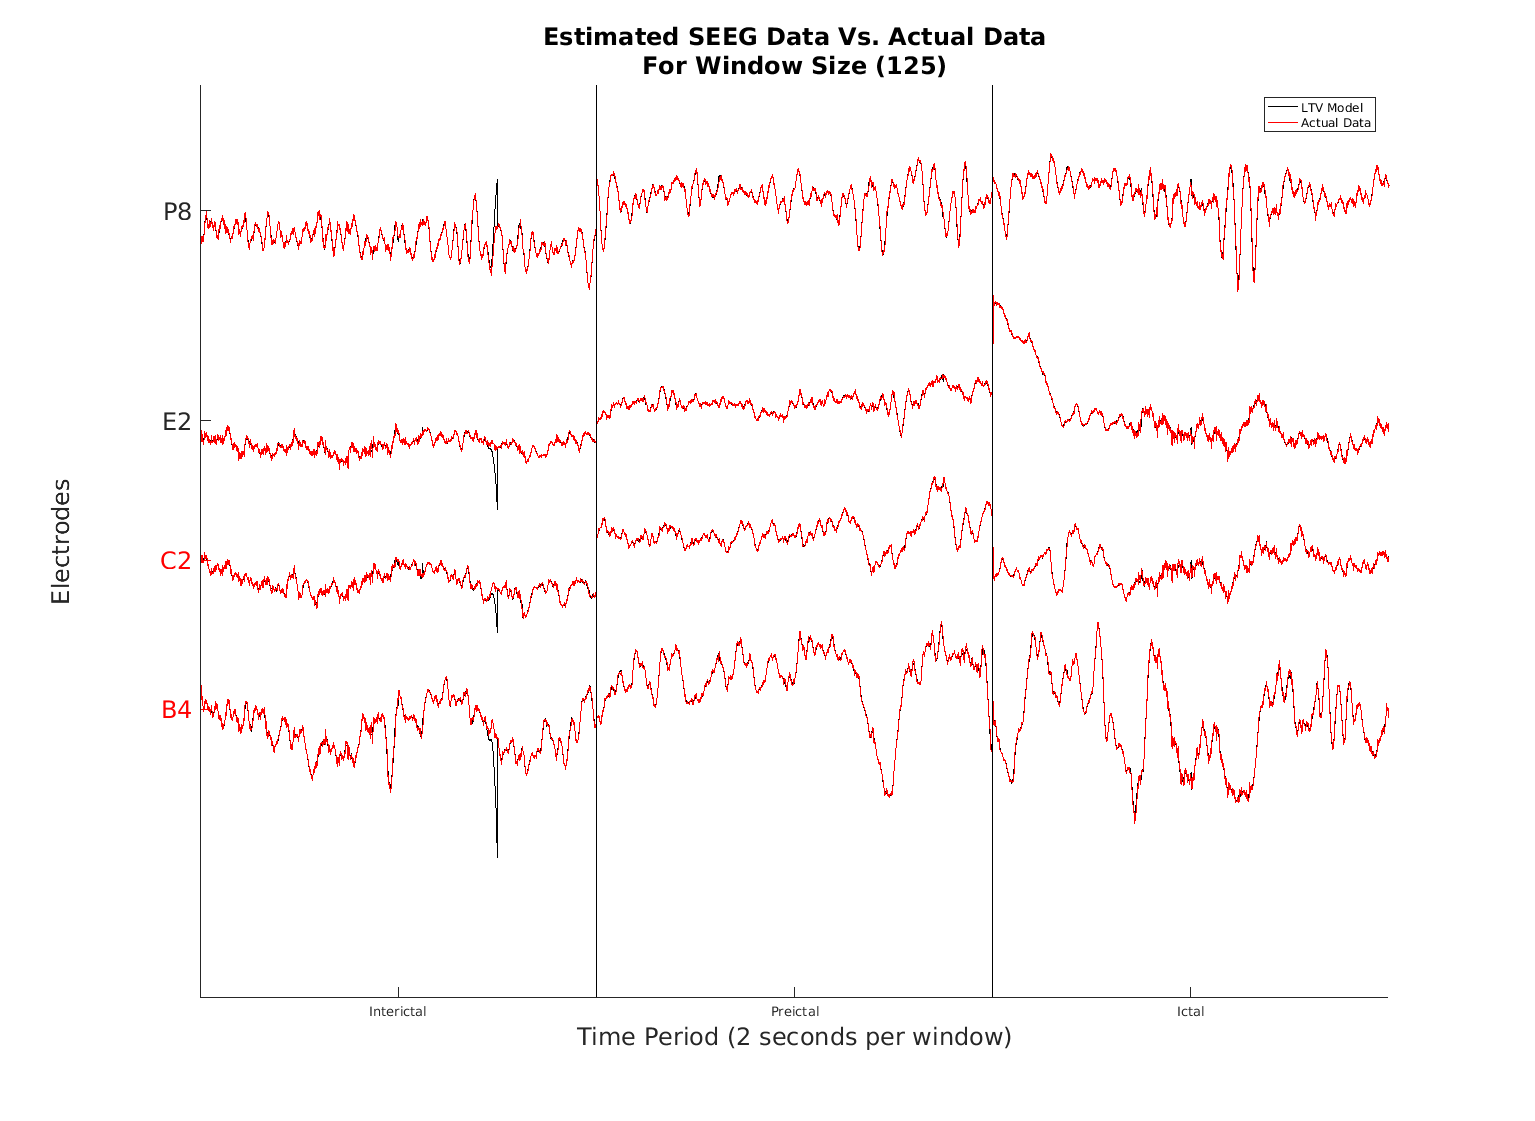 Estimated SEEG Data Vs. Actual Data
For Window Size (125)
LTV Model
Actual Data
P8
E2
C2
B4
Electrodes
Interictal
Preictal
Ictal
Time Period (2 seconds per window)